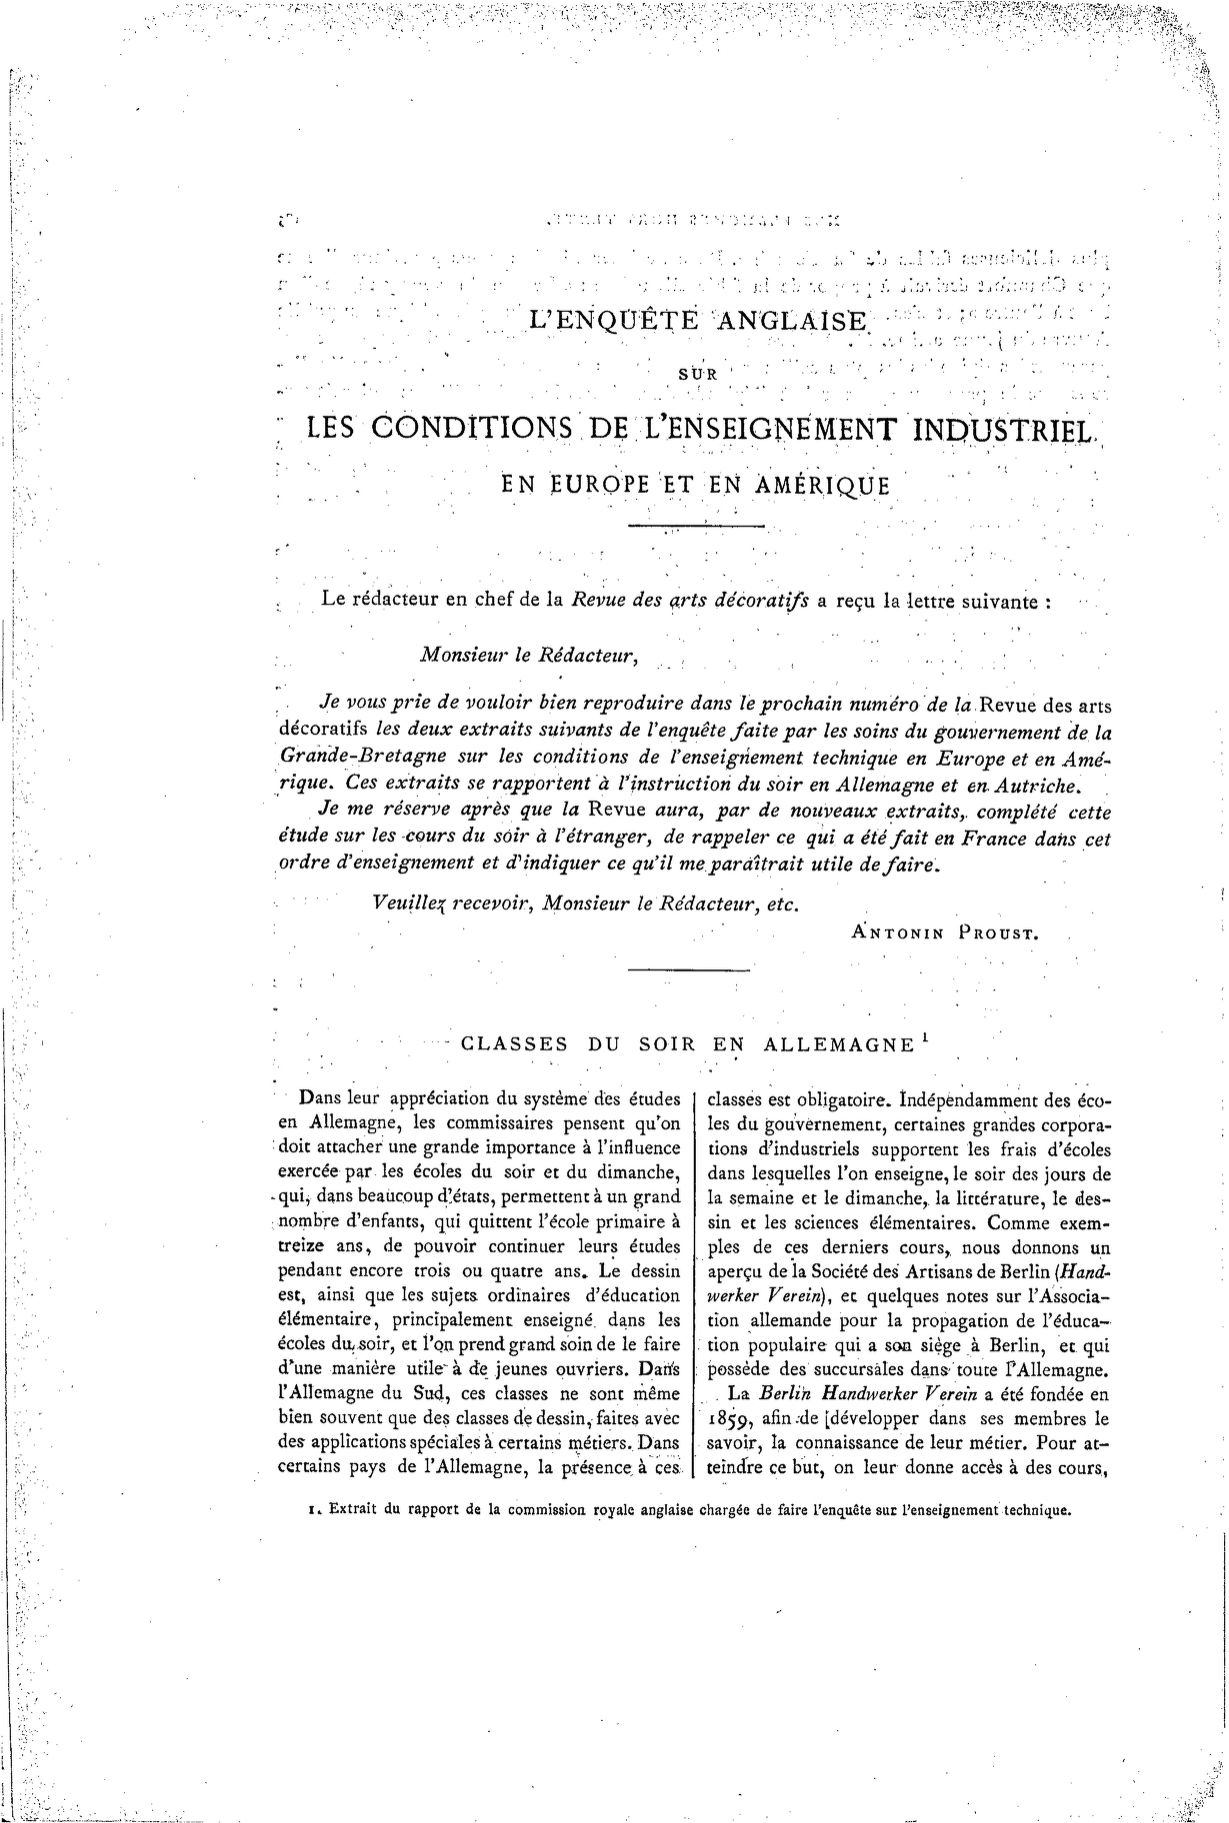 L'ENQUÊTE ANGLAISE
SUR
LES CONDITIONS DE L'ENSEIGNEMENT INDUSTRIEL
EN EUROPE ET EN AMÉRIQUE
Le rédacteur en chef de la Revue des arts décoratifs a reçu la lettre suivante :
Monsieur le Rédacteur,
Je vous prie de vouloir bien reproduire dans le prochain numéro de la Revue des arts
décoratifs les deux extraits suivants de l'enquête faite par les soins du gouvernement de la
Grande-Bretagne sur les conditions de l'enseignement technique en Europe et en Amé-
rique. Ces extraits se rapportent à l'instruction du soir en Allemagne et en Autriche.
Je me réserve après que la Revue aura, par de nouveaux extraits, complété cette
étude sur les cours du soir à l'étranger, de rappeler ce qui a été fait en France dans cet
ordre d'enseignement et d'indiquer ce qu'il me paraîtrait utile de faire.
Veuillez recevoir, Monsieur le Rédacteur, etc.
ANTONIN PROUST.
CLASSES DU SOIR EN ALLEMAGNE 1
Dans leur appréciation du système des études
en Allemagne, les commissaires pensent qu'on
doit attacher une grande importance à l'influence
exercée par les écoles du soir et du dimanche,
qui, dans beaucoup d'états, permettent à un grand
nombre d'enfants, qui quittent l'école primaire à
treize ans, de pouvoir continuer leurs études
pendant encore trois ou quatre ans. Le dessin
est, ainsi que les sujets ordinaires d'éducation
élémentaire, principalement enseigné dans les
écoles du soir, et l'on prend grand soin de le faire
d'une manière utile à de jeunes ouvriers. Dans
l'Allemagne du Sud, ces classes ne sont même
bien souvent que des classes de dessin, faites avec
des applications spéciales à certains métiers. Dans
certains pays de l'Allemagne, la présence à ces
classes est obligatoire. Indépendamment des éco-
les du gouvernement, certaines grandes corpora-
tions d'industriels supportent les frais d'écoles
dans lesquelles l'on enseigne, le soir des jours de
la semaine et le dimanche, la littérature, le des-
sin et les sciences élémentaires. Comme exem-
ples de ces derniers cours, nous donnons un
aperçu de la Société des Artisans de Berlin (Hand-
werker Verein), et quelques notes sur l'Associa-
tion allemande pour la propagation de l'éduca-
tion populaire qui a son siège à Berlin, et qui
possède des succursales dans toute l'Allemagne.
La Berlin Handwerker Verein a été fondée en
1859, afin de développer dans ses membres le
savoir, la connaissance de leur métier. Pour at-
teindre ce but, on leur donne accès à des cours,
1. Extrait du rapport de la commission royale anglaise chargée de faire l'enquête sur l'enseignement technique.